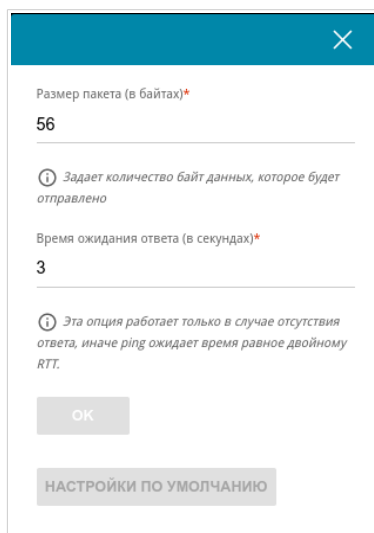 Размер пакета (в байтах)*
56
Задает количество байт данных, которое будет
отправлено
Время ожидания ответа (в секундах)*
3
Эта опция работает только в случае отсутствия
ответа, иначе ping ожидает время равное двойному
RTT.
OK
НАСТРОЙКИ ПО УМОЛЧАНИЮ